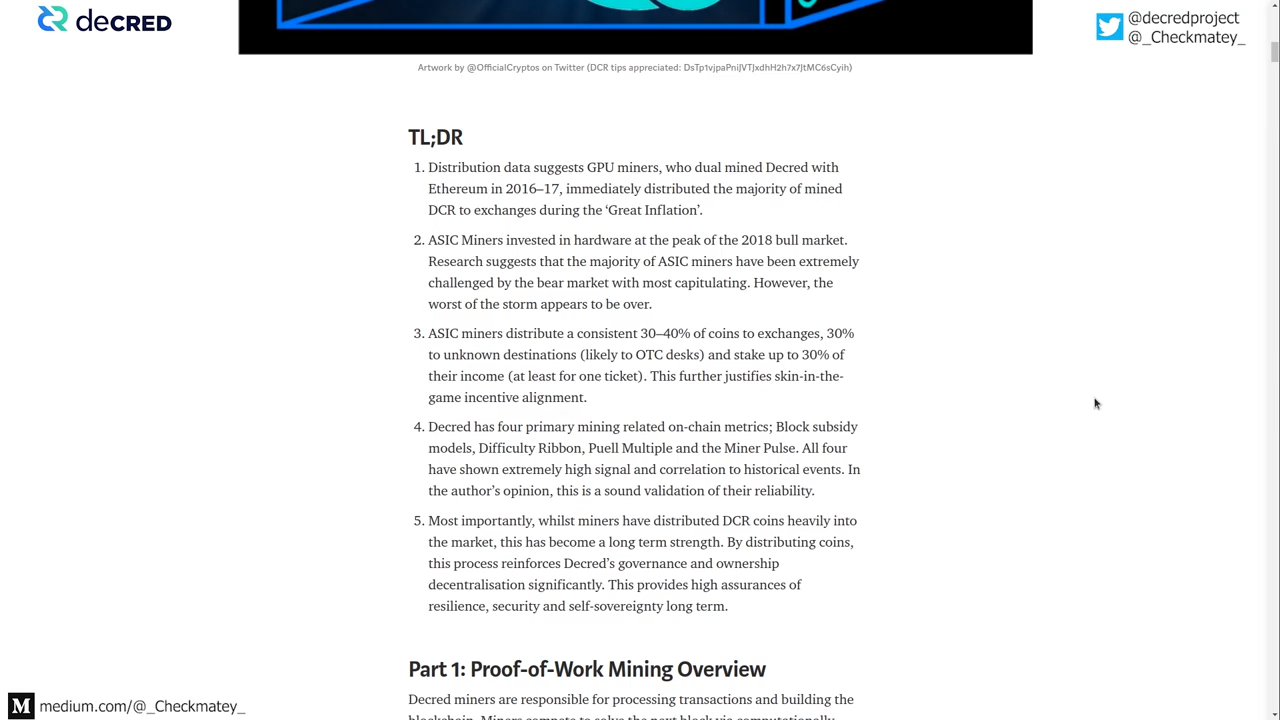 decRED
@decredproject
@_Checkmatey_
Artwork by @OfficialCryptos on Twitter (DCR tips appreciated: DsTp1vjpaPniJVTJxdhH2h7x7JtMC6sCyih)
TL;DR
1. Distribution data suggests GPU miners, who dual mined Decred with
Ethereum in 2016–17, immediately distributed the majority of mined
DCR to exchanges during the ‘Great Inflation’.
2. ASIC Miners invested in hardware at the peak of the 2018 bull market.
Research suggests that the majority of ASIC miners have been extremely
challenged by the bear market with most capitulating. However, the
worst of the storm appears to be over.
3. ASIC miners distribute a consistent 30–40% of coins to exchanges, 30%
to unknown destinations (likely to OTC desks) and stake up to 30% of
their income (at least for one ticket). This further justifies skin-in-the-
game incentive alignment.
4. Decred has four primary mining related on-chain metrics; Block subsidy
models, Difficulty Ribbon, Puell Multiple and the Miner Pulse. All four
have shown extremely high signal and correlation to historical events. In
the author’s opinion, this is a sound validation of their reliability.
5. Most importantly, whilst miners have distributed DCR coins heavily into
the market, this has become a long term strength. By distributing coins,
this process reinforces Decred’s governance and ownership
decentralisation significantly. This provides high assurances of
resilience, security and self-sovereignty long term.
Part 1: Proof-of-Work Mining Overview
Decred miners are responsible for processing transactions and building the
blockchain. Miners compete to solve the next block via computationally
M medium.com/@_Checkmatey_